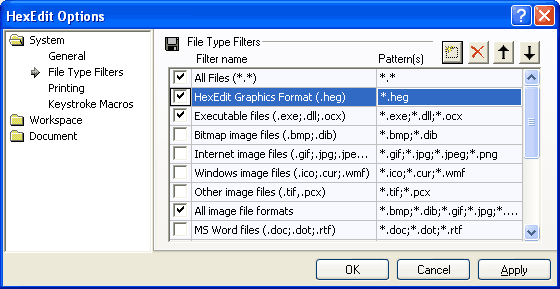 HexEdit Options
System
General
File Type Filters
Printing
Keystroke Macros
Workspace
Document
File Type Filters
Filter name Pattern(s)
All Files (*.*) *.*
HexEdit Graphics Format (.heg) *.heg
Executable files (.exe;.dll;.ocx) *.exe;*.dll;*.ocx
Bitmap image files (.bmp;.dib) *.bmp;*.dib
Internet image files (.gif;.jpg;.jpe... *.gif;*.jpg;*.jpeg;*.png
Windows image files (.ico;.cur;.wmf) *.ico;*.cur;*.wmf
Other image files (.tif,.pcx) *.tif;*.pcx
All image file formats *.bmp;*.dib;*.gif;*.jpg;*....
MS Word files (.doc;.dot;.rtf) *.doc;*.dot;*.rtf
OK Cancel Apply